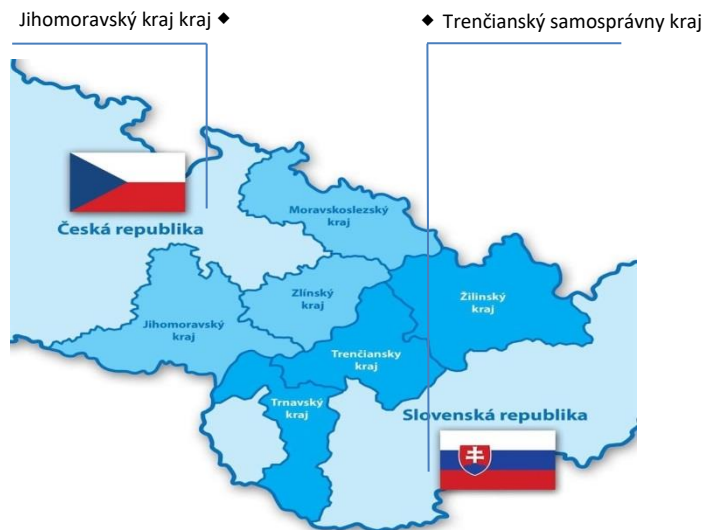 Jihomoravský kraj kraj ◆
◆ Trenčianský samosprávny kraj
Moravskoslezský
kraj
Česká republika
Zlínský
kraj
Žilinský
kraj
Jihomoravský
kraj
Trenčiansky
kraj
Trnavský
kraj
Slovenská republika